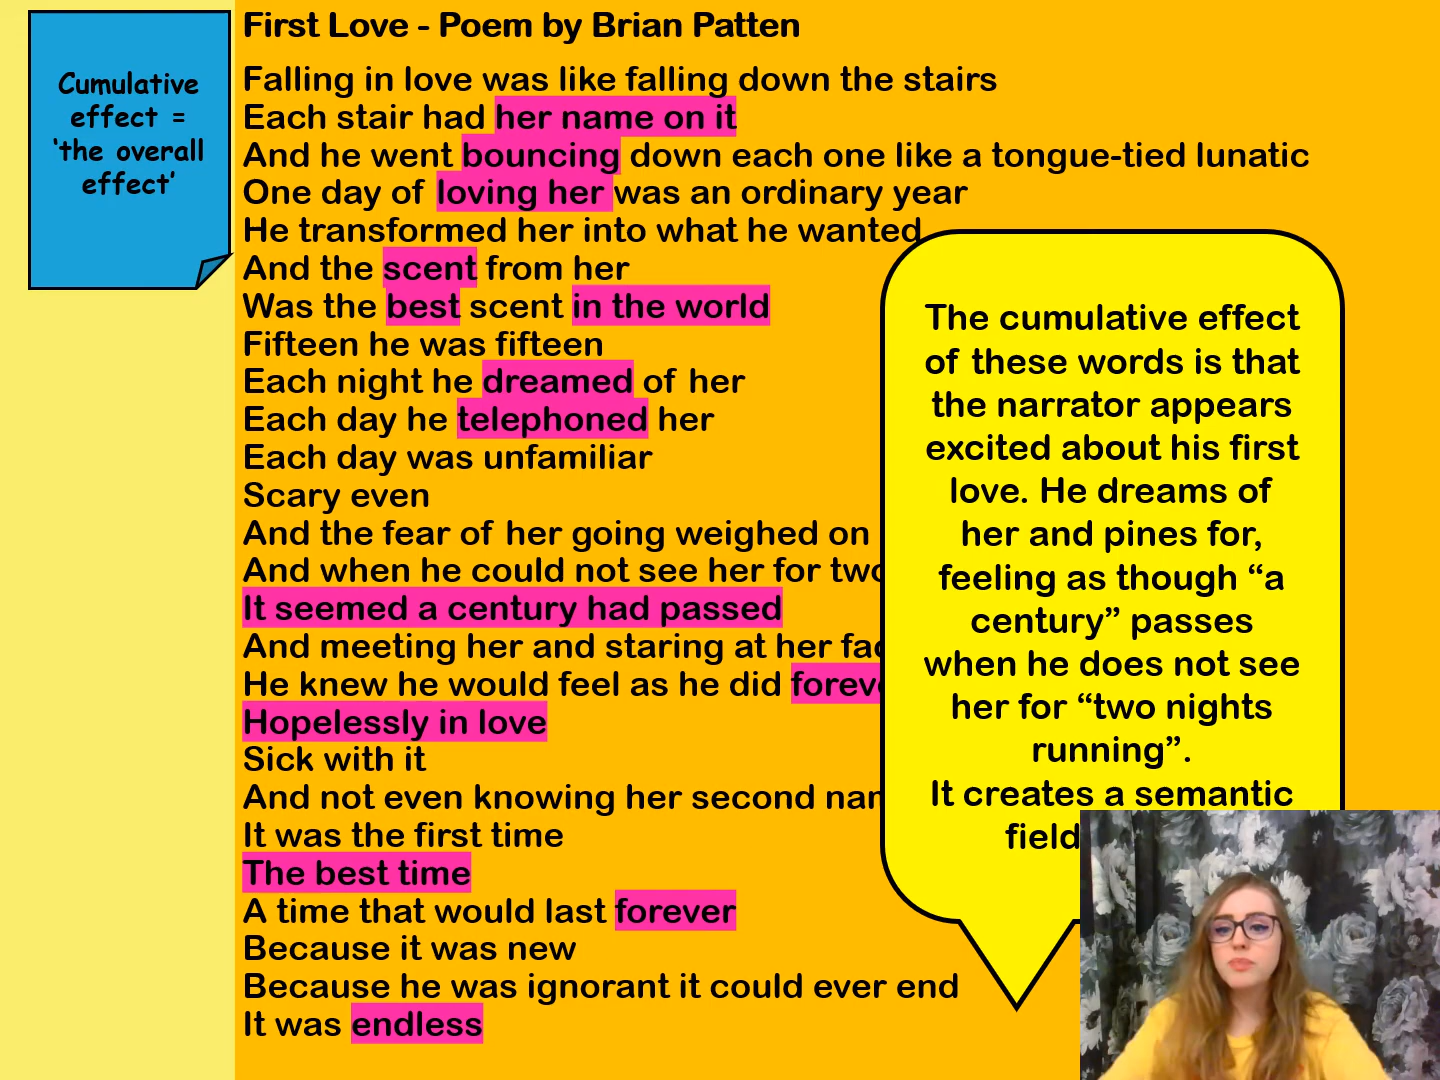 Cumulative
effect =
‘the overall
effect’
First Love - Poem by Brian Patten
Falling in love was like falling down the stairs
Each stair had her name on it
And he went bouncing down each one like a tongue-tied lunatic
One day of loving her was an ordinary year
He transformed her into what he wanted
And the scent from her
Was the best scent in the world
Fifteen he was fifteen
Each night he dreamed of her
Each day he telephoned her
Each day was unfamiliar
Scary even
And the fear of her going weighed on
And when he could not see her for
It seemed a century had passed
And meeting her and staring at her
He knew he would feel as he did
Hopelessly in love
Sick with it
And not even knowing her second
It was the first time
The best time
A time that would last forever
Because it was new
Because he was ignorant it could ever end
It was endless
The cumulative effect
of these words is that
the narrator appears
excited about his first
love. He dreams of
her and pines for,
feeling as though “a
century” passes
when he does not see
her for “two nights
running”.
It creates a semantic
field